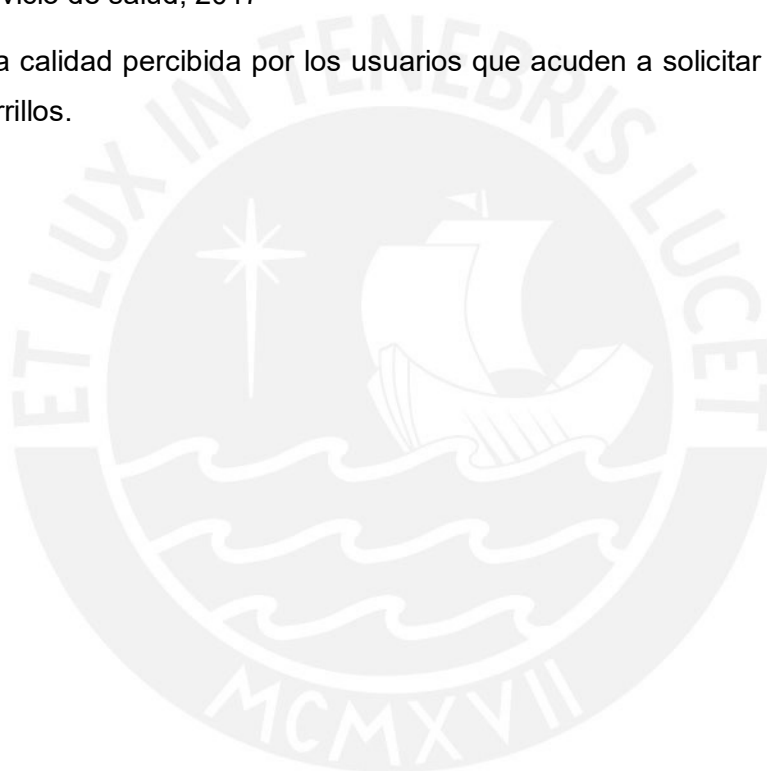 vicio de salud, 2017
a calidad percibida por los usuarios que acuden a solicitar
rrillos.
ET LUX IN TENEBRIS LUCET
MCMXVII